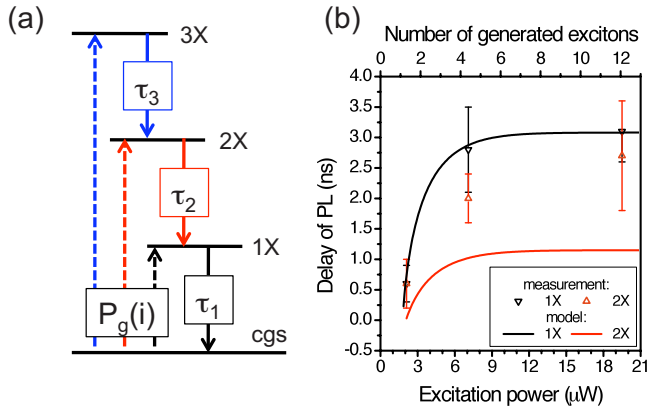 (a)
3X
τ3
2X
τ2
1X
Pg(i)
τ1
cgs
(b)
Number of generated excitons
0 2 4 6 8 10 12
4.0
3.5
3.0
2.5
2.0
1.5
1.0
0.5
0.0
-0.5
Delay of PL (ns)
measurement:
1X 2X
model:
1X 2X
0 3 6 9 12 15 18 21
Excitation power (μW)